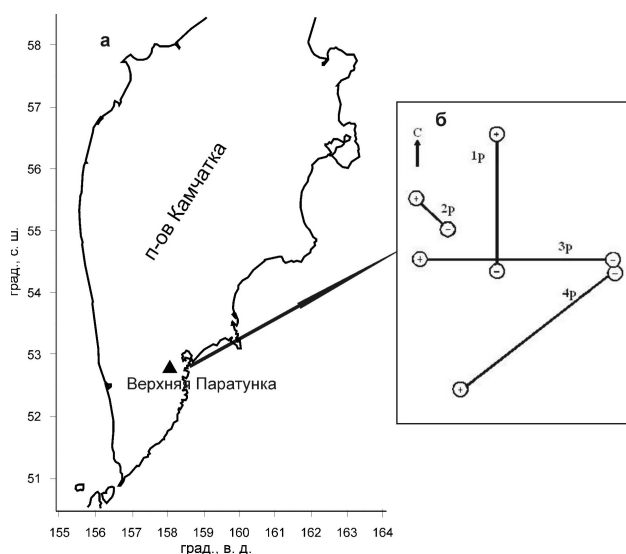 а
п-ов Камчатка
Верхняя Паратунка
град., с. ш.
58
57
56
55
54
53
52
51
155 156 157 158 159 160 161 162 163 164
град., в. д.
б
С
+
1р
+
2р
−
3р
+
−
−
−
4р
+